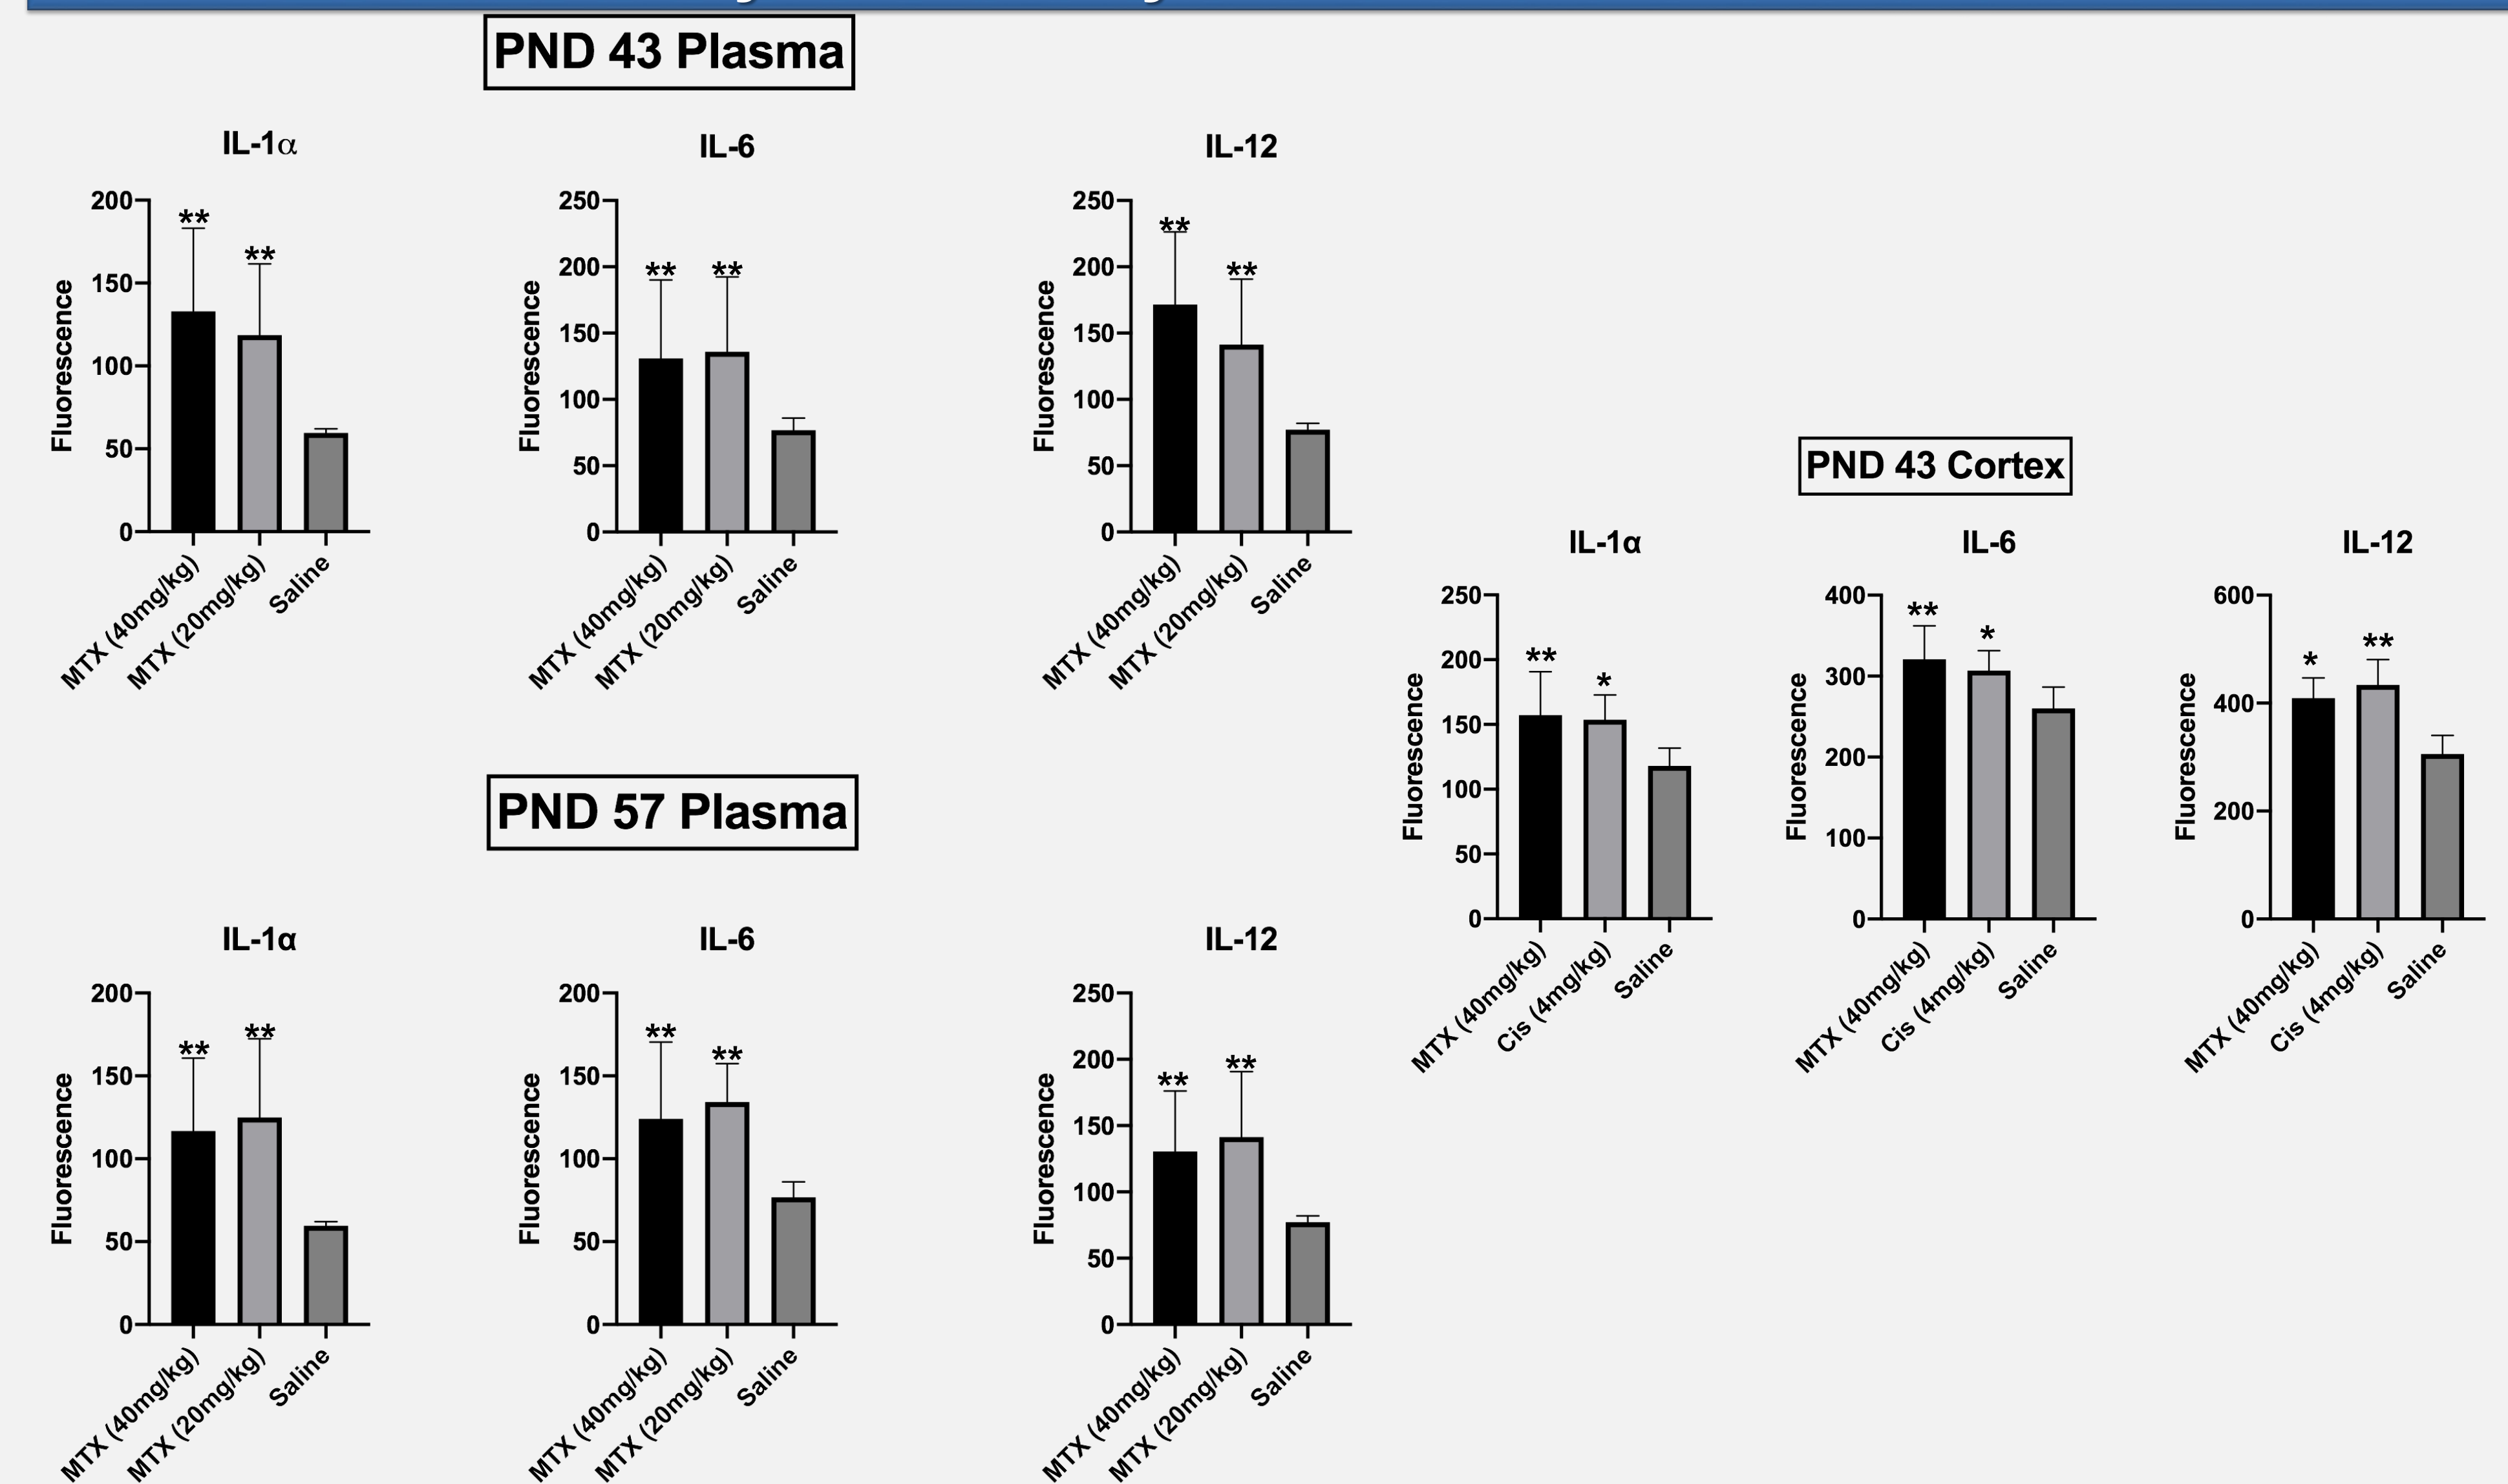 PND 43 Plasma
IL-1α
Fluorescence
200
150
100
50
0
**
**
MTX (40mg/kg)
MTX (20mg/kg)
Saline
IL-6
Fluorescence
250
200
150
100
50
0
**
**
MTX (40mg/kg)
MTX (20mg/kg)
Saline
IL-12
Fluorescence
250
200
150
100
50
0
**
**
MTX (40mg/kg)
MTX (20mg/kg)
Saline
PND 57 Plasma
IL-1α
Fluorescence
200
150
100
50
0
**
**
MTX (40mg/kg)
MTX (20mg/kg)
Saline
IL-6
Fluorescence
200
150
100
50
0
**
**
MTX (40mg/kg)
MTX (20mg/kg)
Saline
IL-12
Fluorescence
250
200
150
100
50
0
**
**
MTX (40mg/kg)
MTX (20mg/kg)
Saline
PND 43 Cortex
IL-1α
Fluorescence
250
200
150
100
50
0
**
*
MTX (40mg/kg)
Cis (4mg/kg)
Saline
IL-6
Fluorescence
400
300
200
100
0
**
*
MTX (40mg/kg)
Cis (4mg/kg)
Saline
IL-12
Fluorescence
600
400
200
0
*
**
MTX (40mg/kg)
Cis (4mg/kg)
Saline